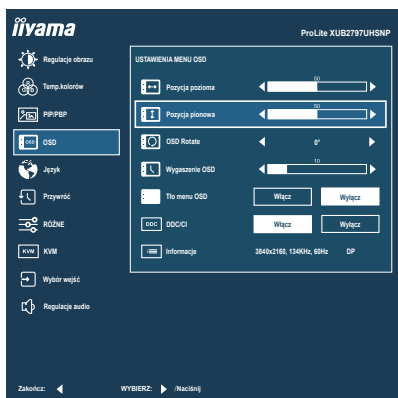 iiyama
ProLite XUB2797UHSNP
Regulacje obrazu
Temp.kolorów
PIP/PBP
OSD OSD
Język
Przywróć
RÓŻNE
KVM KVM
Wybór wejść
Regulacje audio
USTAWIENIA MENU OSD
Pozycja pozioma 50
Pozycja pionowa 50
OSD Rotate 0°
Wygaszenie OSD 10
Tło menu OSD Włącz Wyłącz
DDC DDC/CI Włącz Wyłącz
Informacje 3840x2160, 134KHz, 60Hz DP
Zakończ: WYBIERZ: /Naciśnij